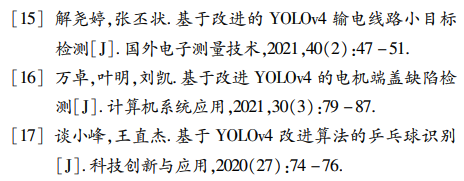 [15] 解尧婷,张丕状.基于改进的 YOLOv4 输电线路小目标
检测[J].国外电子测量技术,2021,40(2):47-51.
[16] 万卓,叶明,刘凯.基于改进 YOLOv4 的电机端盖缺陷检
测[J].计算机系统应用,2021,30(3):79-87.
[17] 谈小峰,王直杰.基于 YOLOv4 改进算法的乒乓球识别
[J].科技创新与应用,2020(27):74-76.